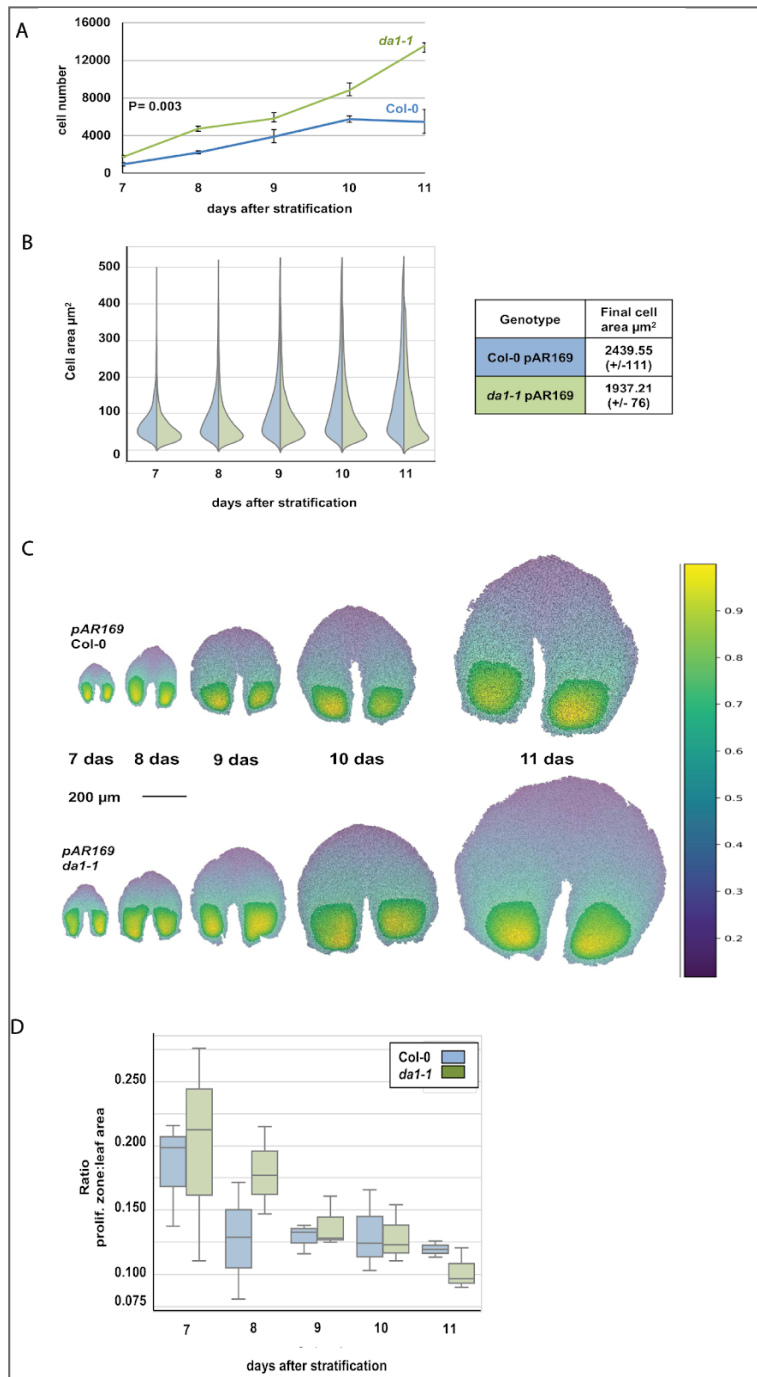 A
16000
12000
8000
4000
0
cell number
da1-1
Col-0
P= 0.003
7 8 9 10 11
days after stratification
B
500
400
300
200
100
0
Cell area µm²
7 8 9 10 11
days after stratification
Genotype
Final cell
area µm²
Col-0 pAR169
2439.55
(+/-111)
da1-1 pAR169
1937.21
(+/- 76)
C
pAR169
Col-0
7 das 8 das 9 das 10 das 11 das
200 µm
pAR169
da1-1
0.9
0.8
0.7
0.6
0.5
0.4
0.3
0.2
D
Col-0
da1-1
0.250
0.200
0.150
0.100
0.075
Ratio
prolif. zone:leaf area
7 8 9 10 11
days after stratification